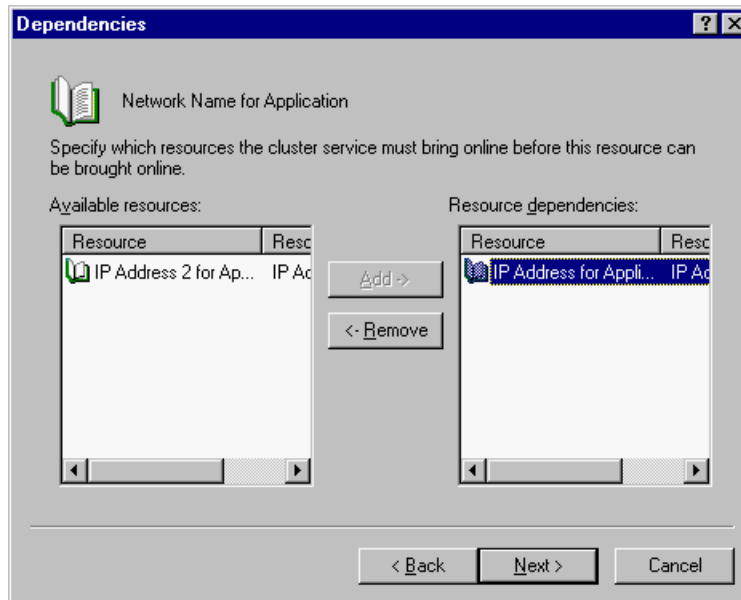 Dependencies
Network Name for Application
Specify which resources the cluster service must bring online before this resource can
be brought online.
Available resources:
Resource dependencies:
Resource Resc
Resource Resc
IP Address 2 for Ap... IP Ad
IP Address for Appli... IP Ad
Add ->
<- Remove
< Back
Next >
Cancel